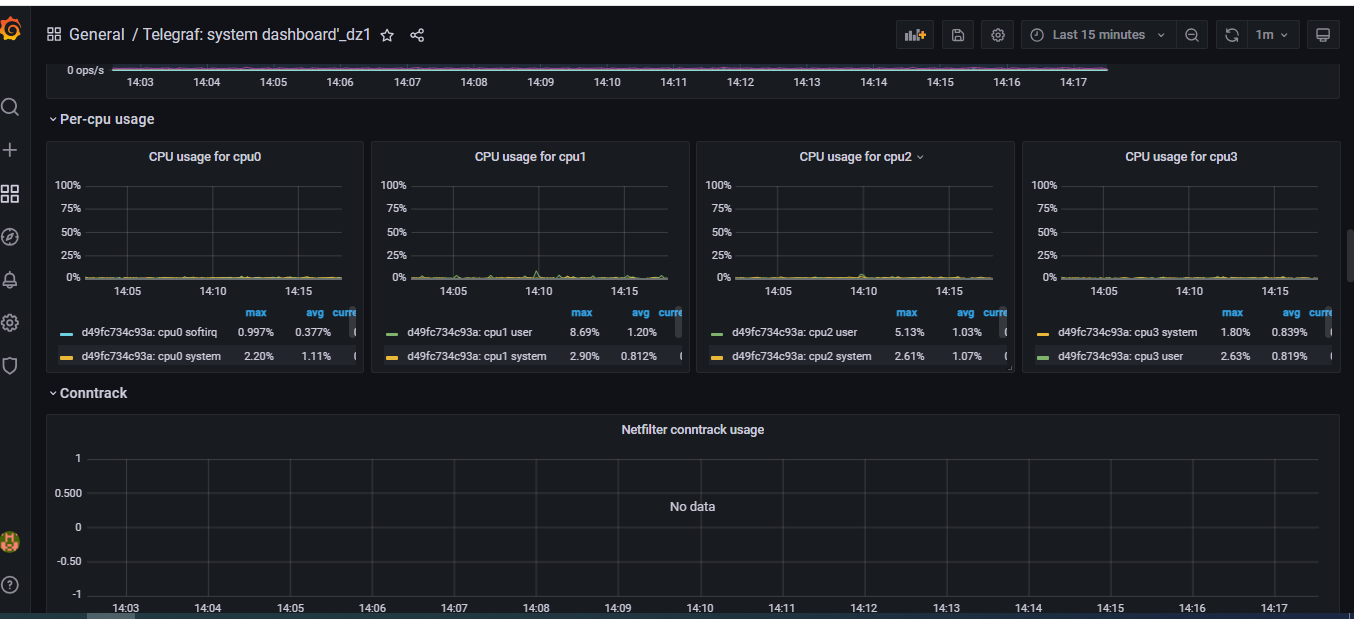 General / Telegraf: system dashboard'_dz1
Last 15 minutes
1m
0 ops/s
14:03 14:04 14:05 14:06 14:07 14:08 14:09 14:10 14:11 14:12 14:13 14:14 14:15 14:16 14:17
Per-cpu usage
CPU usage for cpu0
100%
75%
50%
25%
0%
14:05 14:10 14:15
max avg curre
d49fc734c93a: cpu0 softirq 0.997% 0.377%
d49fc734c93a: cpu0 system 2.20% 1.11%
CPU usage for cpu1
100%
75%
50%
25%
0%
14:05 14:10 14:15
max avg curre
d49fc734c93a: cpu1 user 8.69% 1.20%
d49fc734c93a: cpu1 system 2.90% 0.812%
CPU usage for cpu2
100%
75%
50%
25%
0%
14:05 14:10 14:15
max avg curre
d49fc734c93a: cpu2 user 5.13% 1.03%
d49fc734c93a: cpu2 system 2.61% 1.07%
CPU usage for cpu3
100%
75%
50%
25%
0%
14:05 14:10 14:15
max avg curre
d49fc734c93a: cpu3 system 1.80% 0.839%
d49fc734c93a: cpu3 user 2.63% 0.819%
Conntrack
Netfilter conntrack usage
1
0.500
0
-0.50
-1
No data
14:03 14:04 14:05 14:06 14:07 14:08 14:09 14:10 14:11 14:12 14:13 14:14 14:15 14:16 14:17